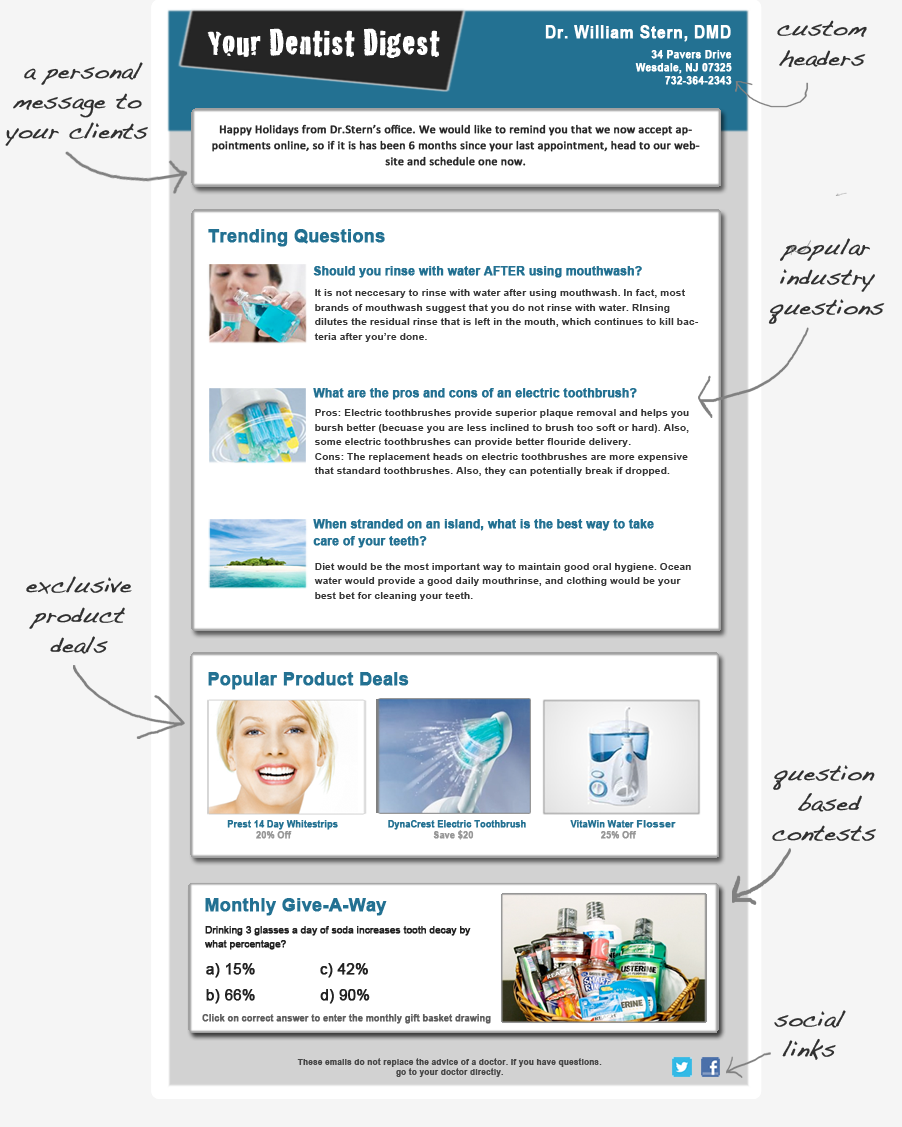 Your Dentist Digest
Dr. William Stern, DMD
34 Pavers Drive
Wesdale, NJ 07325
732-364-2343
custom
headers
a personal
message to
your clients
Happy Holidays from Dr.Stern's office. We would like to remind you that we now accept ap-
pointments online, so if it is has been 6 months since your last appointment, head to our web-
site and schedule one now.
Trending Questions
Should you rinse with water AFTER using mouthwash?
It is not neccesary to rinse with water after using mouthwash. In fact, most
brands of mouthwash suggest that you do not rinse with water. RInsing
dilutes the residual rinse that is left in the mouth, which continues to kill bac-
teria after you're done.
popular
industry
questions
What are the pros and cons of an electric toothbrush?
Pros: Electric toothbrushes provide superior plaque removal and helps you
bursh better (becuase you are less inclined to brush too soft or hard). Also,
some electric toothbrushes can provide better flouride delivery.
Cons: The replacement heads on electric toothbrushes are more expensive
that standard toothbrushes. Also, they can potentially break if dropped.
When stranded on an island, what is the best way to take
care of your teeth?
Diet would be the most important way to maintain good oral hygiene. Ocean
water would provide a good daily mouthrinse, and clothing would be your
best bet for cleaning your teeth.
exclusive
product
deals
Popular Product Deals
Prest 14 Day Whitestrips
20% Off
DynaCrest Electric Toothbrush
Save $20
VitaWin Water Flosser
25% Off
question
based
contests
Monthly Give-A-Way
Drinking 3 glasses a day of soda increases tooth decay by
what percentage?
a) 15%
c) 42%
b) 66%
d) 90%
Click on correct answer to enter the monthly gift basket drawing
LISTERINE
social
links
These emails do not replace the advice of a doctor. If you have questions.
go to your doctor directly.